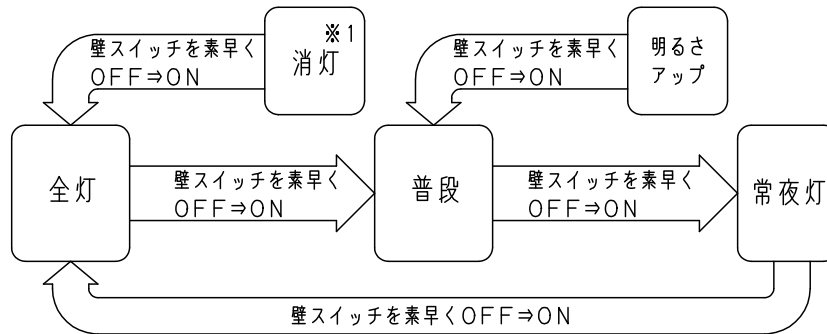 壁スイッチを素早く
OFF⇒ON
※1
消灯
壁スイッチを素早く
OFF⇒ON
明るさ
アップ
全灯
壁スイッチを素早く
OFF⇒ON
普段
壁スイッチを素早く
OFF⇒ON
常夜灯
壁スイッチを素早くOFF⇒ON